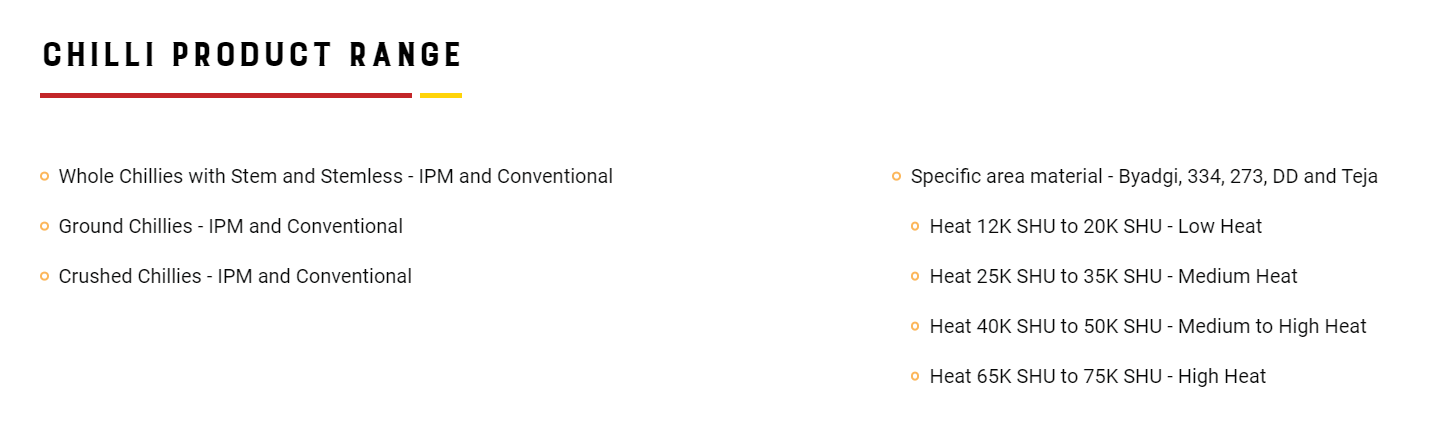 CHILLI PRODUCT RANGE
Whole Chillies with Stem and Stemless - IPM and Conventional
Ground Chillies - IPM and Conventional
Crushed Chillies - IPM and Conventional
Specific area material - Byadgi, 334, 273, DD and Teja
Heat 12K SHU to 20K SHU - Low Heat
Heat 25K SHU to 35K SHU - Medium Heat
Heat 40K SHU to 50K SHU - Medium to High Heat
Heat 65K SHU to 75K SHU - High Heat